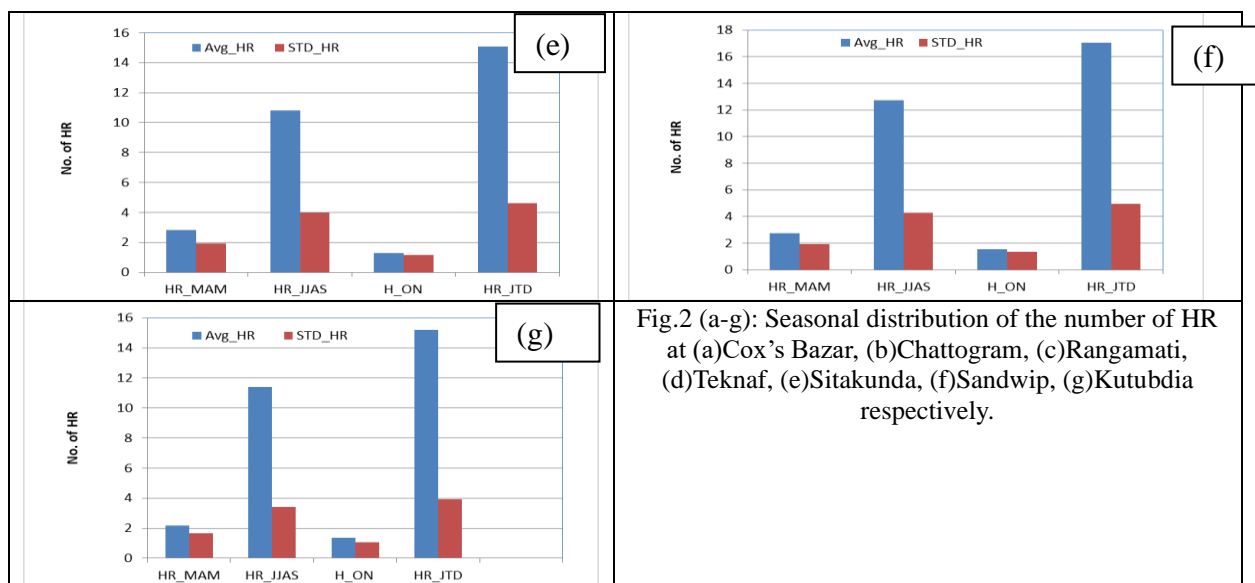 16
14
12
10
8
6
4
2
0
No. of HR
Avg_HR STD_HR
(e)
HR_MAM HR_JJAS H_ON HR_JTD
18
16
14
12
10
8
6
4
2
0
No. of HR
Avg_HR STD_HR
(f)
HR_MAM HR_JJAS H_ON HR_JTD
16
14
12
10
8
6
4
2
0
No. of HR
Avg_HR STD_HR
(g)
HR_MAM HR_JJAS H_ON HR_JTD
Fig.2 (a-g): Seasonal distribution of the number of HR
at (a)Cox’s Bazar, (b)Chattogram, (c)Rangamati,
(d)Teknaf, (e)Sitakunda, (f)Sandwip, (g)Kutubdia
respectively.